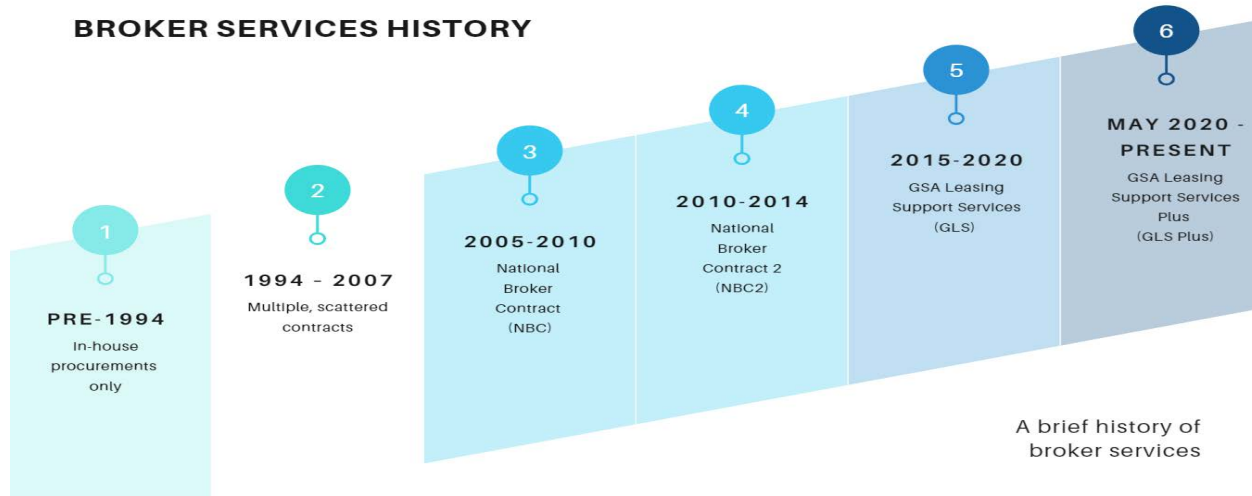 BROKER SERVICES HISTORY
1
PRE-1994
In-house
procurements
only
2
1994 - 2007
Multiple, scattered
contracts
3
2005-2010
National
Broker
Contract
(NBC)
4
2010-2014
National
Broker
Contract 2
(NBC2)
5
2015-2020
GSA Leasing
Support Services
(GLS)
6
MAY 2020 -
PRESENT
GSA Leasing
Support Services
Plus
(GLS Plus)
A brief history of
broker services